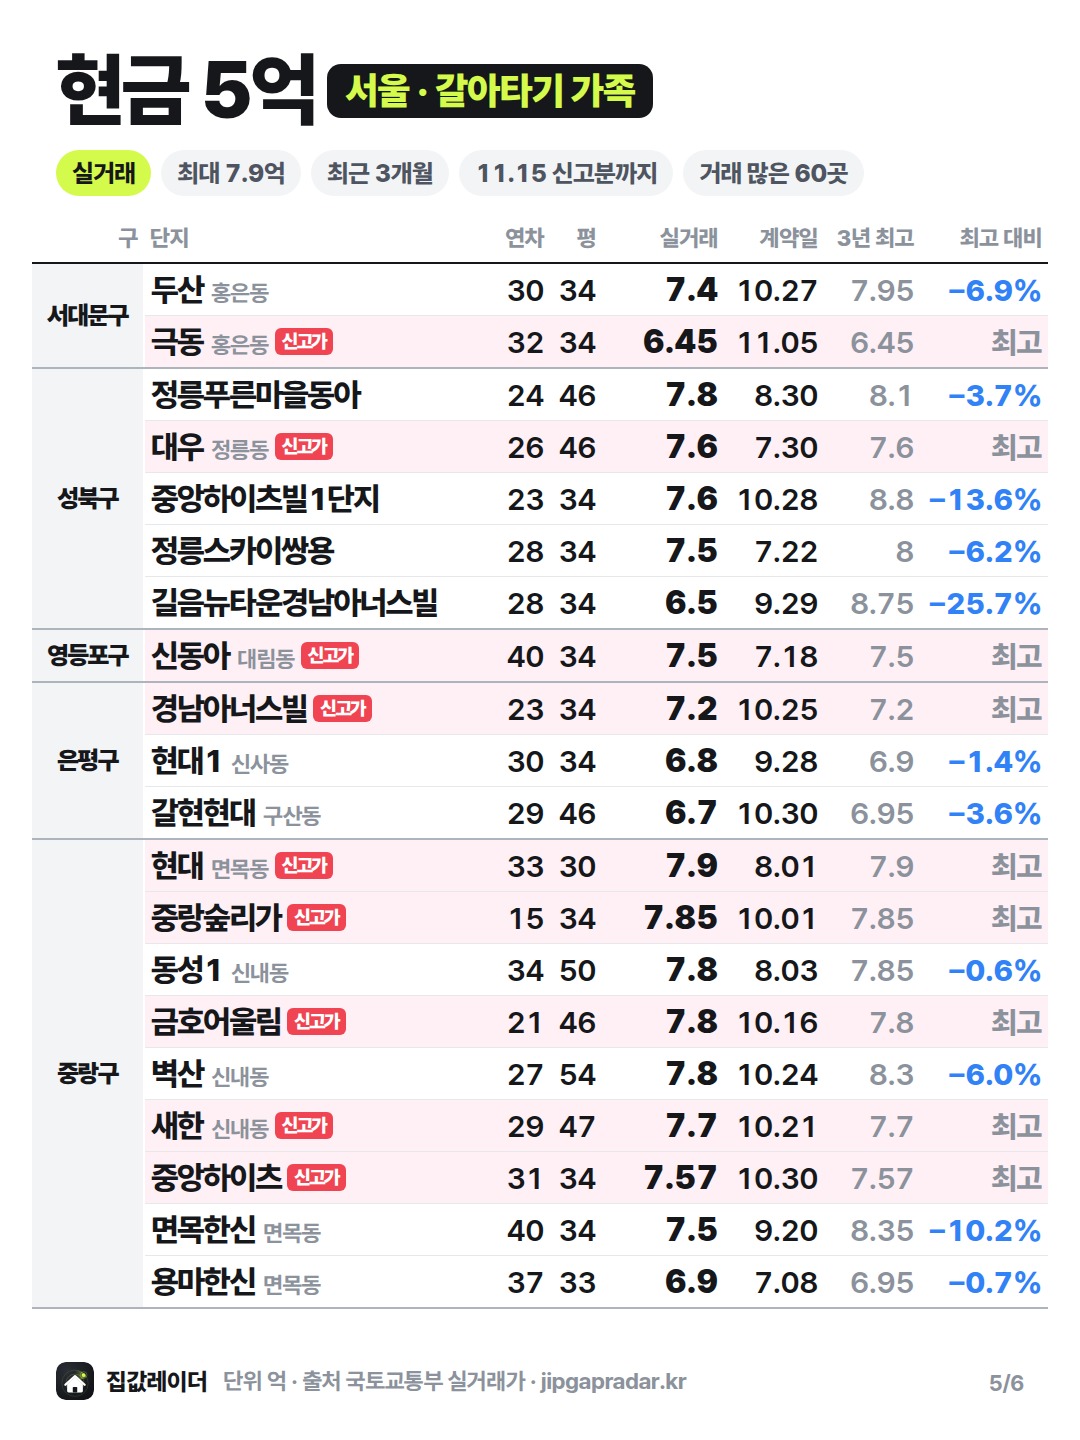 현금 5억 서울 · 갈아타기 가족
실거래 최대 7.9억 최근 3개월 11.15 신고분까지 거래 많은 60곳
구 단지 연차 평 실거래 계약일 3년 최고 최고 대비
서대문구
두산 홍은동 30 34 7.4 10.27 7.95 −6.9%
극동 홍은동 신고가 32 34 6.45 11.05 6.45 최고
성북구
정릉푸른마을동아 24 46 7.8 8.30 8.1 −3.7%
대우 정릉동 신고가 26 46 7.6 7.30 7.6 최고
중앙하이츠빌1단지 23 34 7.6 10.28 8.8 −13.6%
정릉스카이쌍용 28 34 7.5 7.22 8 −6.2%
길음뉴타운경남아너스빌 28 34 6.5 9.29 8.75 −25.7%
영등포구
신동아 대림동 신고가 40 34 7.5 7.18 7.5 최고
은평구
경남아너스빌 신고가 23 34 7.2 10.25 7.2 최고
현대1 신사동 30 34 6.8 9.28 6.9 −1.4%
갈현현대 구산동 29 46 6.7 10.30 6.95 −3.6%
중랑구
현대 면목동 신고가 33 30 7.9 8.01 7.9 최고
중랑숲리가 신고가 15 34 7.85 10.01 7.85 최고
동성1 신내동 34 50 7.8 8.03 7.85 −0.6%
금호어울림 신고가 21 46 7.8 10.16 7.8 최고
벽산 신내동 27 54 7.8 10.24 8.3 −6.0%
새한 신내동 신고가 29 47 7.7 10.21 7.7 최고
중앙하이츠 신고가 31 34 7.57 10.30 7.57 최고
면목한신 면목동 40 34 7.5 9.20 8.35 −10.2%
용마한신 면목동 37 33 6.9 7.08 6.95 −0.7%
집값레이더 단위 억 · 출처 국토교통부 실거래가 · jipgapradar.kr 5/6